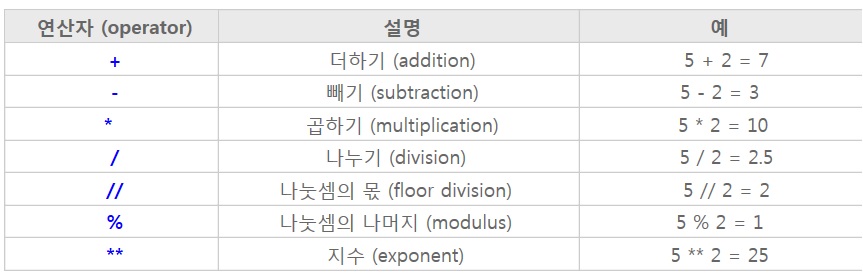 연산자 (operator) 설명 예
+ 더하기 (addition) 5 + 2 = 7
- 빼기 (subtraction) 5 - 2 = 3
* 곱하기 (multiplication) 5 * 2 = 10
/ 나누기 (division) 5 / 2 = 2.5
// 나눗셈의 몫 (floor division) 5 // 2 = 2
% 나눗셈의 나머지 (modulus) 5 % 2 = 1
** 지수 (exponent) 5 ** 2 = 25